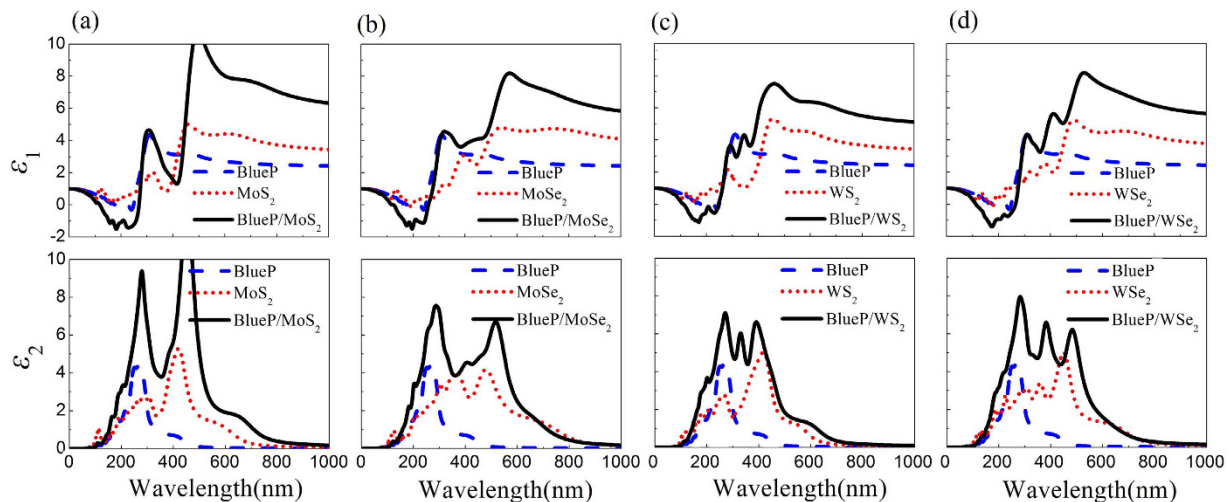 (a)
(b)
(c)
(d)
ε₁
10
8
6
4
2
0
-2
BlueP
MoS₂
BlueP/MoS₂
BlueP
MoSe₂
BlueP/MoSe₂
BlueP
WS₂
BlueP/WS₂
BlueP
WSe₂
BlueP/WSe₂
ε₂
10
8
6
4
2
0
BlueP
MoS₂
BlueP/MoS₂
BlueP
MoSe₂
BlueP/MoSe₂
BlueP
WS₂
BlueP/WS₂
BlueP
WSe₂
BlueP/WSe₂
0 200 400 600 800 1000
0 200 400 600 800 1000
0 200 400 600 800 1000
0 200 400 600 800 1000
Wavelength(nm)
Wavelength(nm)
Wavelength(nm)
Wavelength(nm)